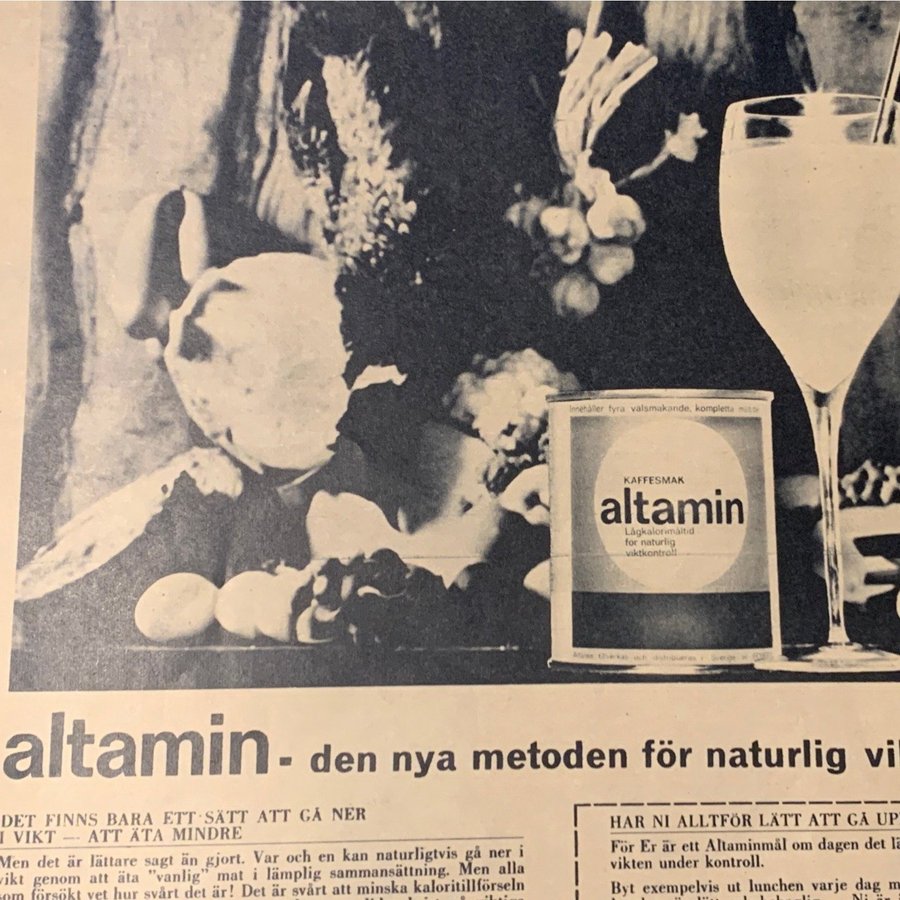 Innehåller fyra välsmakande, kompletta
KAFFESMAK
altamin
Lågkalorimåltid
för naturlig
viktkontroll
altamin - den nya metoden för naturlig vi
DET FINNS BARA ETT SÄTT ATT GÅ NER
I VIKT — ATT ÄTA MINDRE
Men det är lättare sagt än gjort. Var och en kan naturligtvis gå ner i
vikt genom att äta "vanlig" mat i lämplig sammansättning. Men alla
som försökt vet hur svårt det är! Det är svårt att minska kaloritillförseln
HAR NI ALLTFÖR LÄTT ATT GÅ UP
För Er är ett Altaminmål om dagen det lä
vikten under kontroll.
Byt exempelvis ut lunchen varje dag m